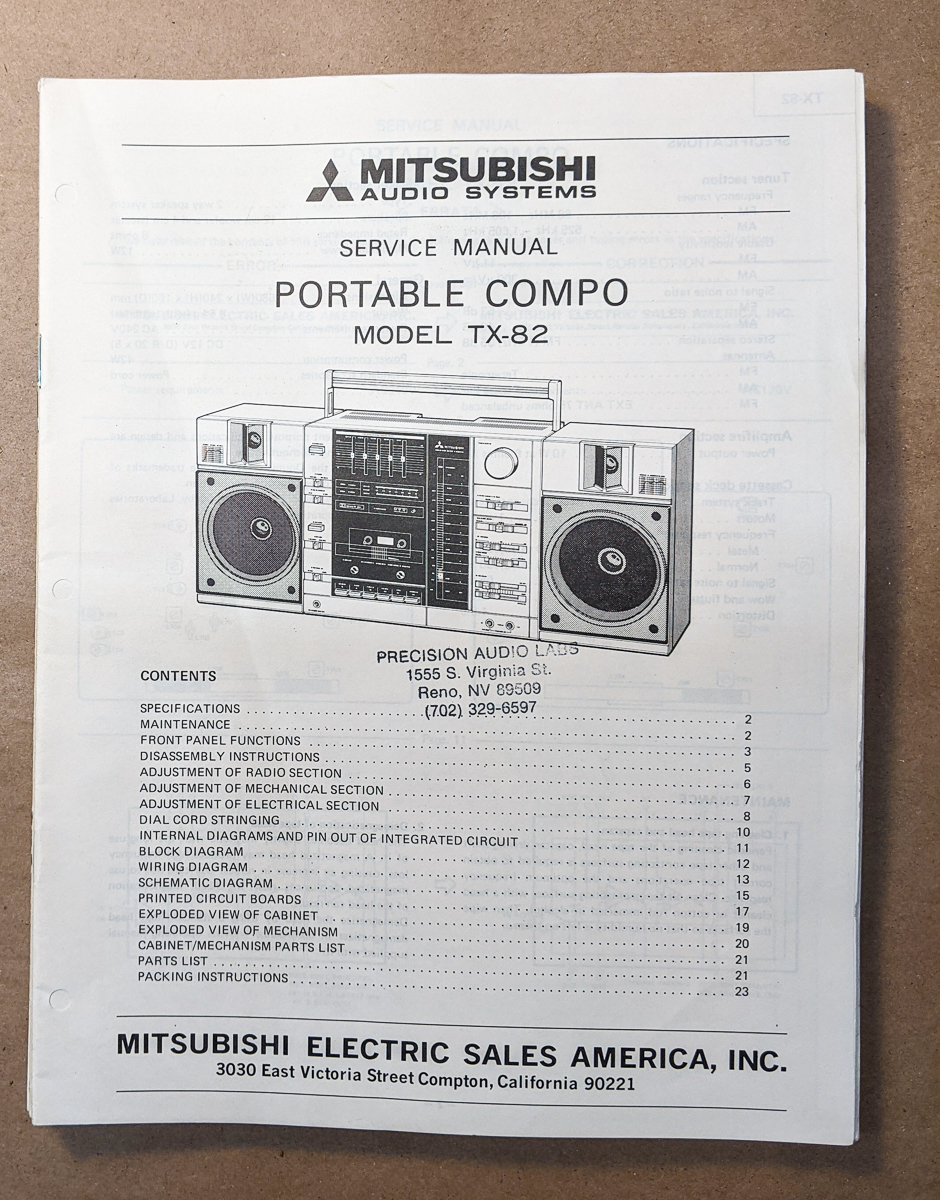 MITSUBISHI
AUDIO SYSTEMS
SERVICE MANUAL
PORTABLE COMPO
MODEL TX-82
PRECISION AUDIO LABS
1555 S. Virginia St.
Reno, NV 89509
(702) 329-6597
CONTENTS
SPECIFICATIONS 2
MAINTENANCE 2
FRONT PANEL FUNCTIONS 3
DISASSEMBLY INSTRUCTIONS 5
ADJUSTMENT OF RADIO SECTION 6
ADJUSTMENT OF MECHANICAL SECTION 7
ADJUSTMENT OF ELECTRICAL SECTION 8
DIAL CORD STRINGING 10
INTERNAL DIAGRAMS AND PIN OUT OF INTEGRATED CIRCUIT 11
BLOCK DIAGRAM 12
WIRING DIAGRAM 13
SCHEMATIC DIAGRAM 15
PRINTED CIRCUIT BOARDS 17
EXPLODED VIEW OF CABINET 19
EXPLODED VIEW OF MECHANISM 20
CABINET/MECHANISM PARTS LIST 21
PARTS LIST 21
PACKING INSTRUCTIONS 23
MITSUBISHI ELECTRIC SALES AMERICA, INC.
3030 East Victoria Street Compton, California 90221